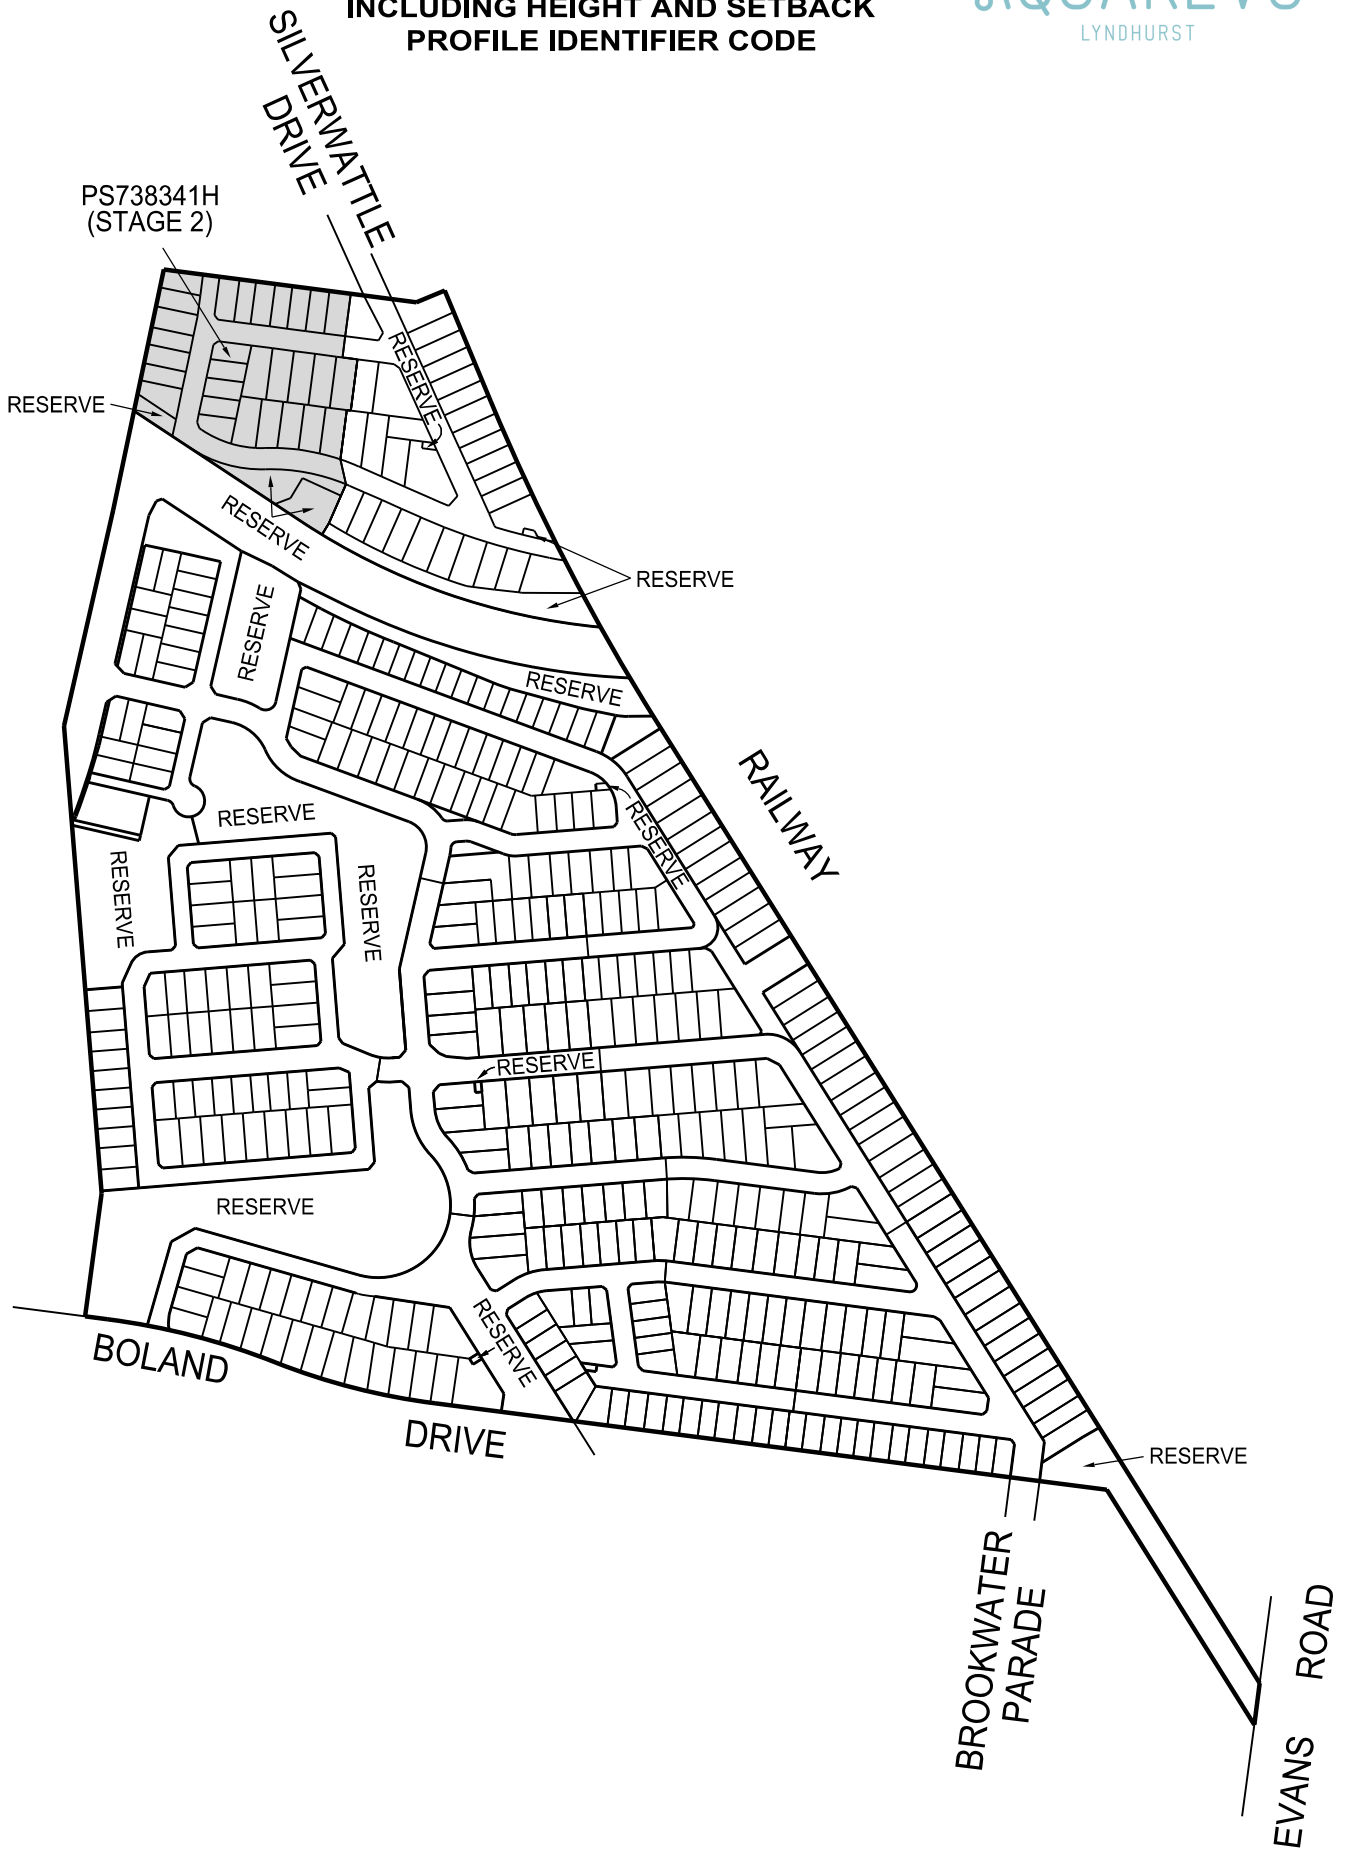 INCLUDING HEIGHT AND SETBACK
PROFILE IDENTIFIER CODE
LYNDHURST
SILVERWATTLE
DRIVE
PS738341H
(STAGE 2)
RESERVE
RESERVE
RESERVE
RESERVE
RESERVE
RESERVE
RAILWAY
RESERVE
RESERVE
RESERVE
RESERVE
RESERVE
RESERVE
RESERVE
BOLAND
DRIVE
RESERVE
BROOKWATER
PARADE
EVANS ROAD